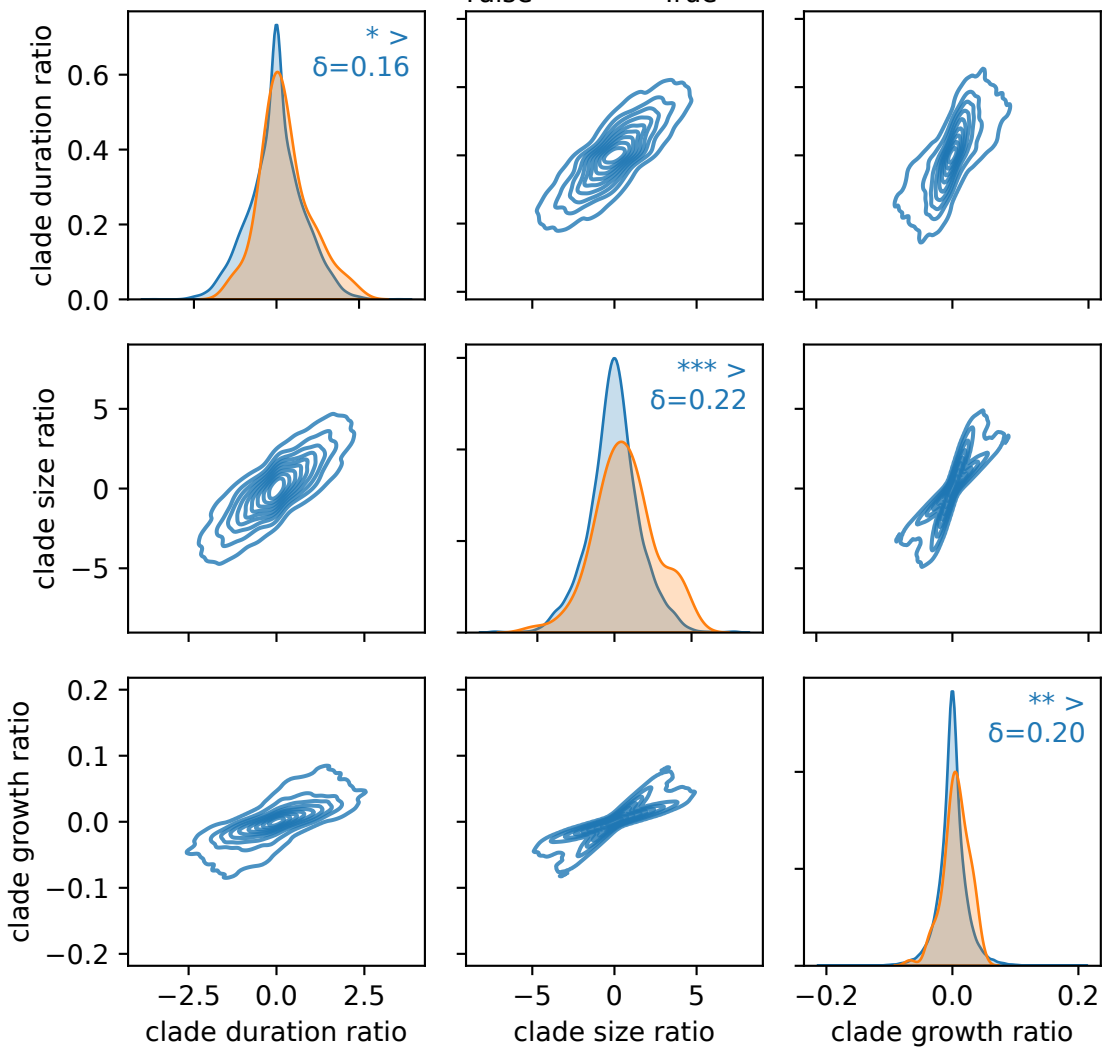 clade duration ratio
0.6
0.4
0.2
0.0
* >
δ=0.16
clade size ratio
5
0
−5
*** >
δ=0.22
clade growth ratio
0.2
0.1
0.0
−0.1
−0.2
** >
δ=0.20
−2.5 0.0 2.5
−5 0 5
−0.2 0.0 0.2
clade duration ratio
clade size ratio
clade growth ratio